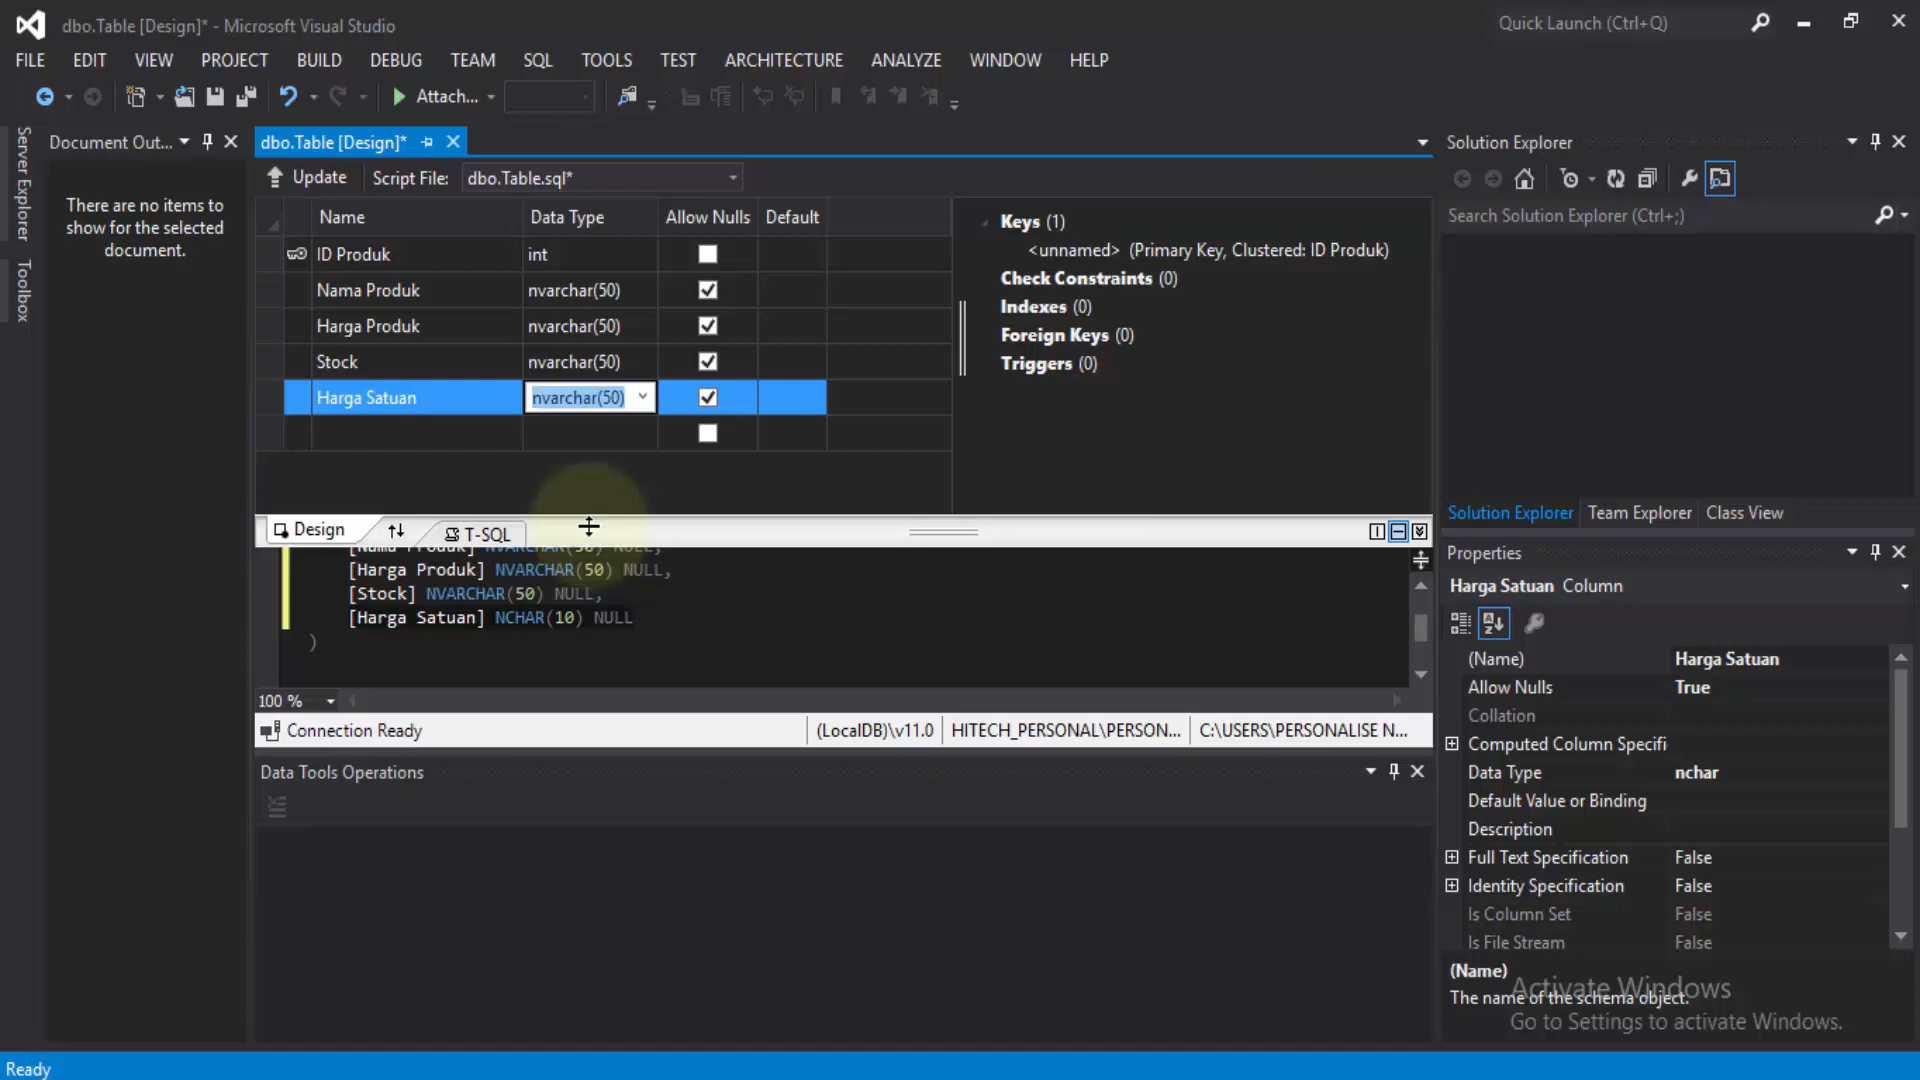 dbo.Table [Design]* - Microsoft Visual Studio
Quick Launch (Ctrl+Q)
FILE EDIT VIEW PROJECT BUILD DEBUG TEAM SQL TOOLS TEST ARCHITECTURE ANALYZE WINDOW HELP
Attach...
Server Explorer
Toolbox
Document Out...
There are no items to
show for the selected
document.
dbo.Table [Design]*
Update Script File: dbo.Table.sql*
Name Data Type Allow Nulls Default
ID Produk int
Nama Produk nvarchar(50)
Harga Produk nvarchar(50)
Stock nvarchar(50)
Harga Satuan nvarchar(50)
Keys (1)
<unnamed> (Primary Key, Clustered: ID Produk)
Check Constraints (0)
Indexes (0)
Foreign Keys (0)
Triggers (0)
Design T-SQL
[Nama Produk] NVARCHAR(50) NULL,
[Harga Produk] NVARCHAR(50) NULL,
[Stock] NVARCHAR(50) NULL,
[Harga Satuan] NCHAR(10) NULL
)
100 %
Connection Ready (LocalDB)\v11.0 HITECH_PERSONAL\PERSON... C:\USERS\PERSONALISE N...
Data Tools Operations
Solution Explorer
Search Solution Explorer (Ctrl+;)
Solution Explorer Team Explorer Class View
Properties
Harga Satuan Column
(Name) Harga Satuan
Allow Nulls True
Collation
Computed Column Specifi
Data Type nchar
Default Value or Binding
Description
Full Text Specification False
Identity Specification False
Is Column Set False
Is File Stream False
(Name)
The name of the schema object.
Activate Windows
Go to Settings to activate Windows.
Ready